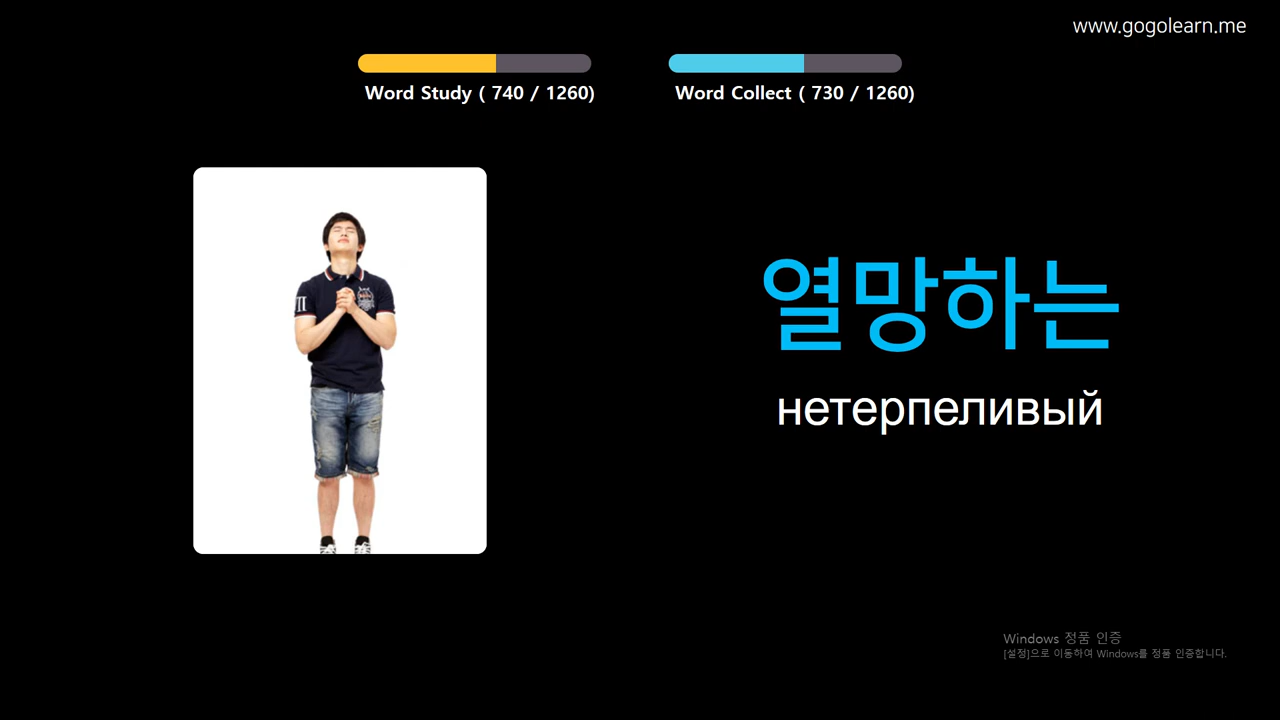 www.gogolearn.me
Word Study ( 740 / 1260)
Word Collect ( 730 / 1260)
열망하는
нетерпеливый
Windows 정품 인증
[설정]으로 이동하여 Windows를 정품 인증합니다.